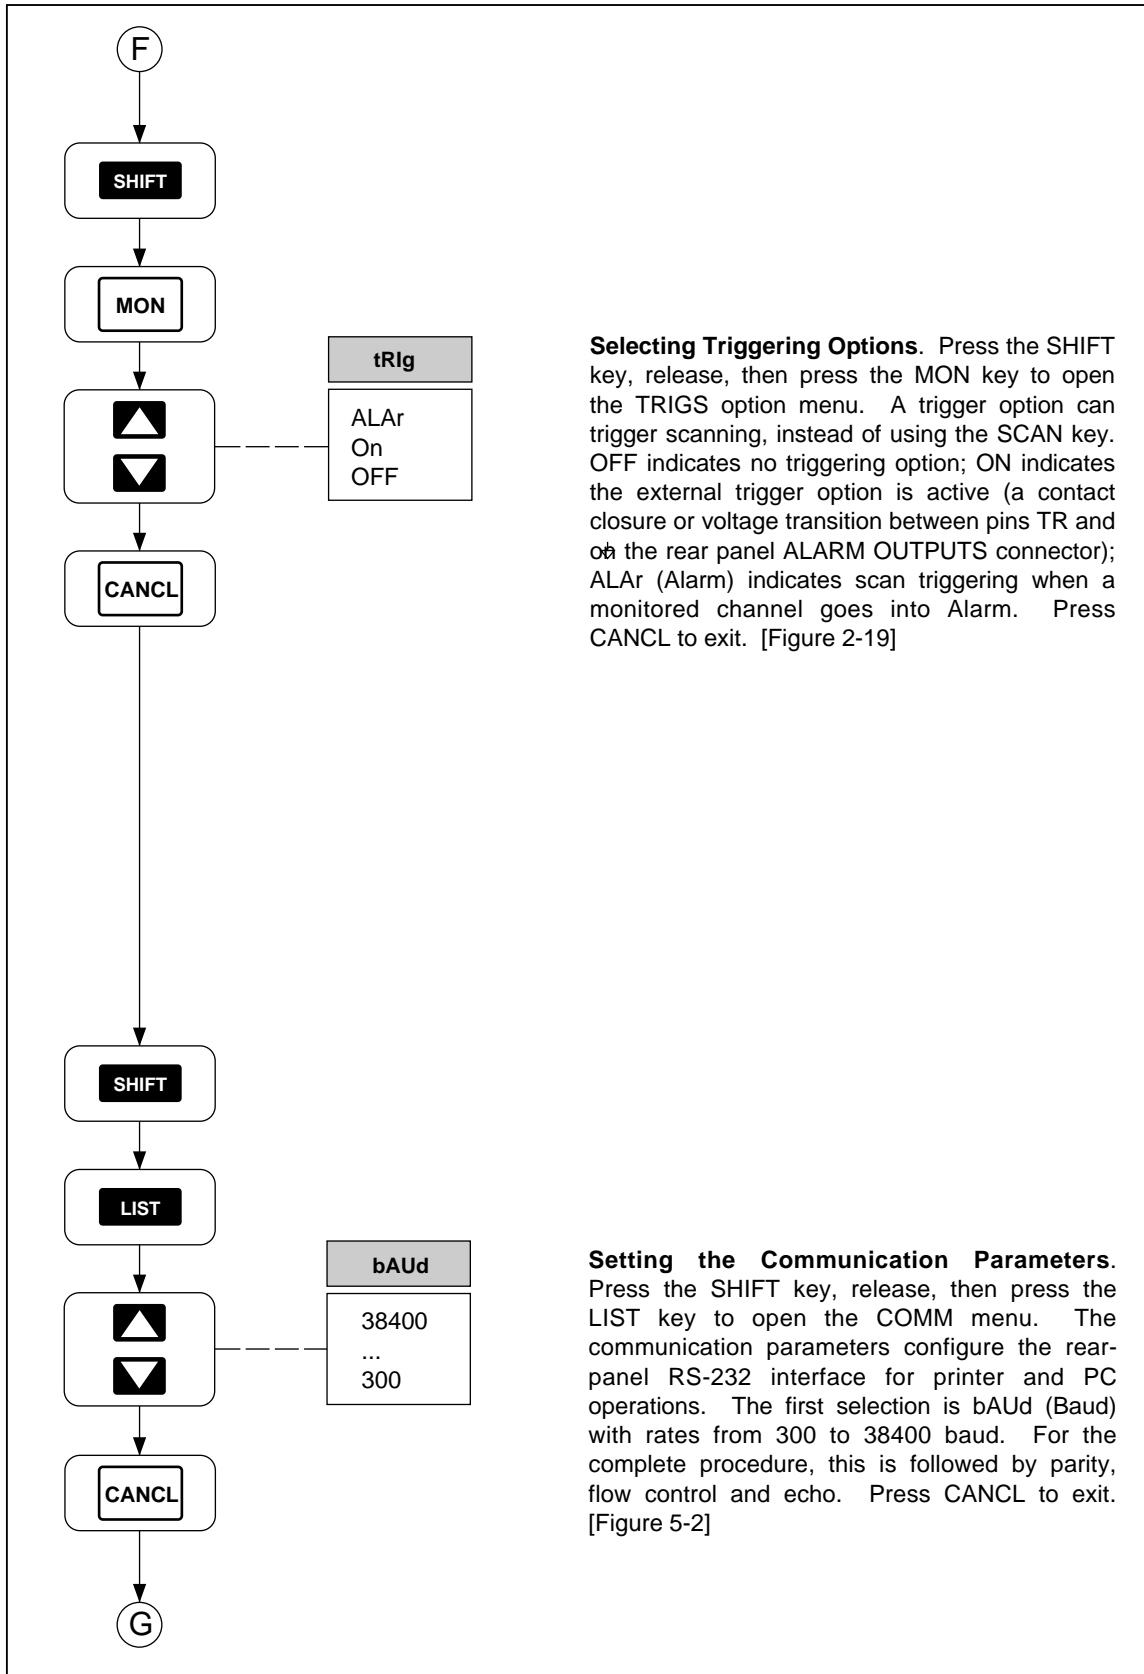 F
SHIFT
MON
tRIg
ALAr
On
OFF
CANCL
Selecting Triggering Options. Press the SHIFT
key, release, then press the MON key to open
the TRIGS option menu. A trigger option can
trigger scanning, instead of using the SCAN key.
OFF indicates no triggering option; ON indicates
the external trigger option is active (a contact
closure or voltage transition between pins TR and
on the rear panel ALARM OUTPUTS connector);
ALAr (Alarm) indicates scan triggering when a
monitored channel goes into Alarm. Press
CANCL to exit. [Figure 2-19]
SHIFT
LIST
bAUd
38400
...
300
CANCL
Setting the Communication Parameters.
Press the SHIFT key, release, then press the
LIST key to open the COMM menu. The
communication parameters configure the rear-
panel RS-232 interface for printer and PC
operations. The first selection is bAUd (Baud)
with rates from 300 to 38400 baud. For the
complete procedure, this is followed by parity,
flow control and echo. Press CANCL to exit.
[Figure 5-2]
G